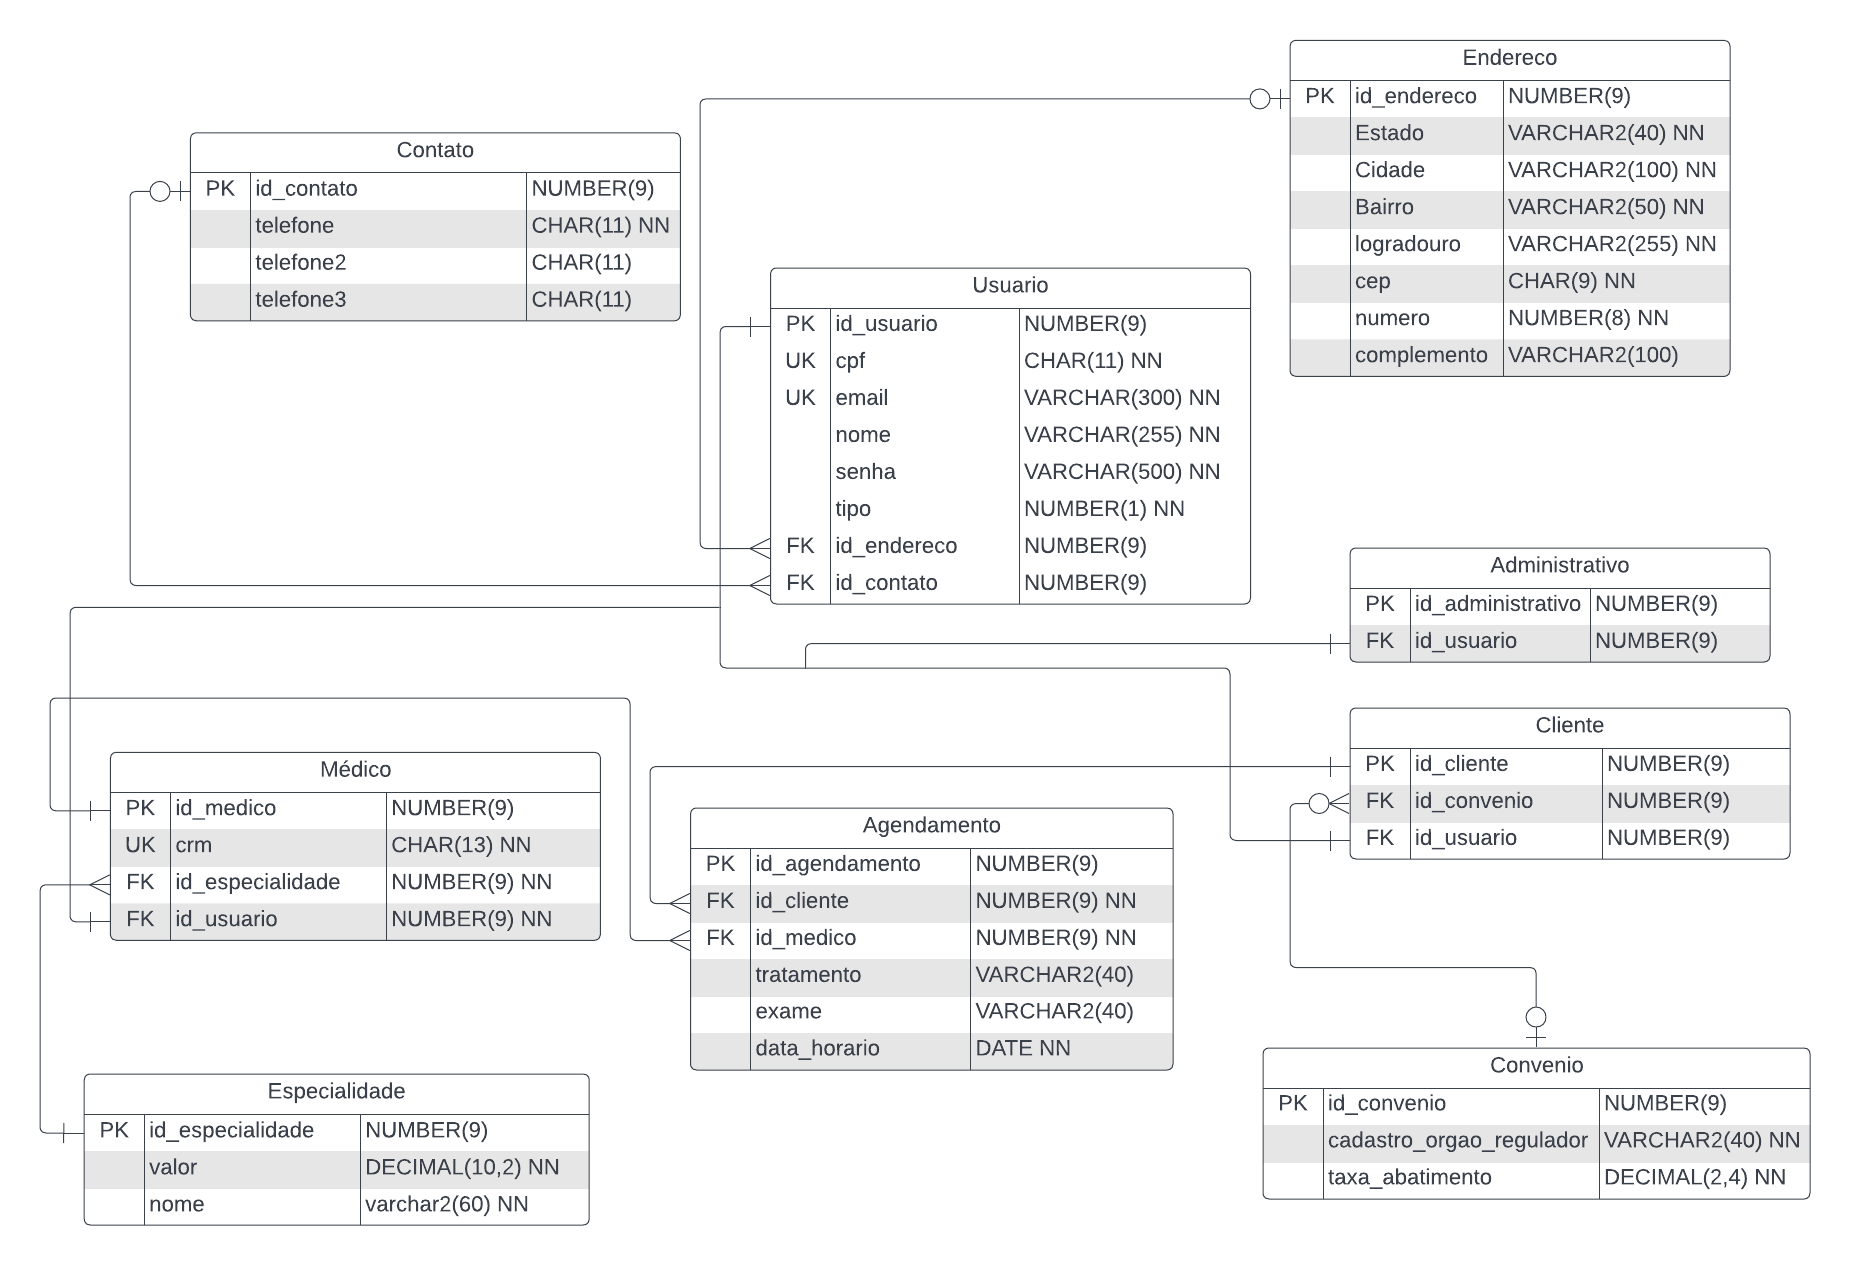 Endereco
PK id_endereco NUMBER(9)
Estado VARCHAR2(40) NN
Cidade VARCHAR2(100) NN
Bairro VARCHAR2(50) NN
logradouro VARCHAR2(255) NN
cep CHAR(9) NN
numero NUMBER(8) NN
complemento VARCHAR2(100)
Contato
PK id_contato NUMBER(9)
telefone CHAR(11) NN
telefone2 CHAR(11)
telefone3 CHAR(11)
Usuario
PK id_usuario NUMBER(9)
UK cpf CHAR(11) NN
UK email VARCHAR(300) NN
nome VARCHAR(255) NN
senha VARCHAR(500) NN
tipo NUMBER(1) NN
FK id_endereco NUMBER(9)
FK id_contato NUMBER(9)
Administrativo
PK id_administrativo NUMBER(9)
FK id_usuario NUMBER(9)
Cliente
PK id_cliente NUMBER(9)
FK id_convenio NUMBER(9)
FK id_usuario NUMBER(9)
Médico
PK id_medico NUMBER(9)
UK crm CHAR(13) NN
FK id_especialidade NUMBER(9) NN
FK id_usuario NUMBER(9) NN
Agendamento
PK id_agendamento NUMBER(9)
FK id_cliente NUMBER(9) NN
FK id_medico NUMBER(9) NN
tratamento VARCHAR2(40)
exame VARCHAR2(40)
data_horario DATE NN
Especialidade
PK id_especialidade NUMBER(9)
valor DECIMAL(10,2) NN
nome varchar2(60) NN
Convenio
PK id_convenio NUMBER(9)
cadastro_orgao_regulador VARCHAR2(40) NN
taxa_abatimento DECIMAL(2,4) NN